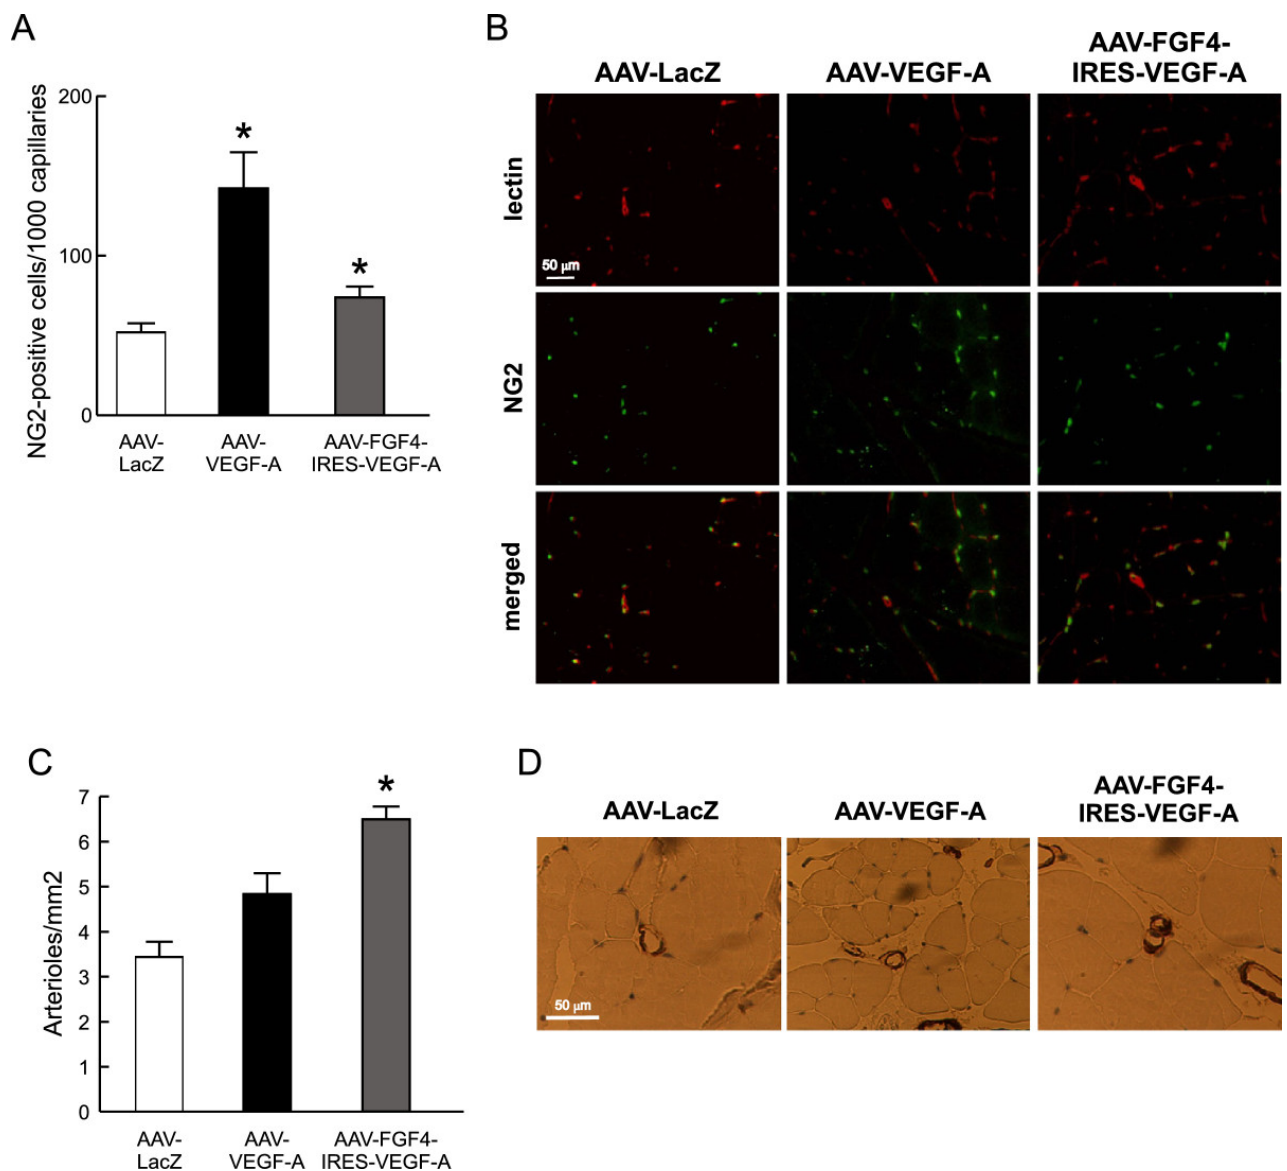 A
NG2-positive cells/1000 capillaries
200
100
0
*
*
AAV-
LacZ
AAV-
VEGF-A
AAV-FGF4-
IRES-VEGF-A
B
AAV-LacZ
AAV-VEGF-A
AAV-FGF4-
IRES-VEGF-A
lectin
50 µm
NG2
merged
C
Arterioles/mm2
7
6
5
4
3
2
1
0
*
AAV-
LacZ
AAV-
VEGF-A
AAV-FGF4-
IRES-VEGF-A
D
AAV-LacZ
AAV-VEGF-A
AAV-FGF4-
IRES-VEGF-A
50 µm